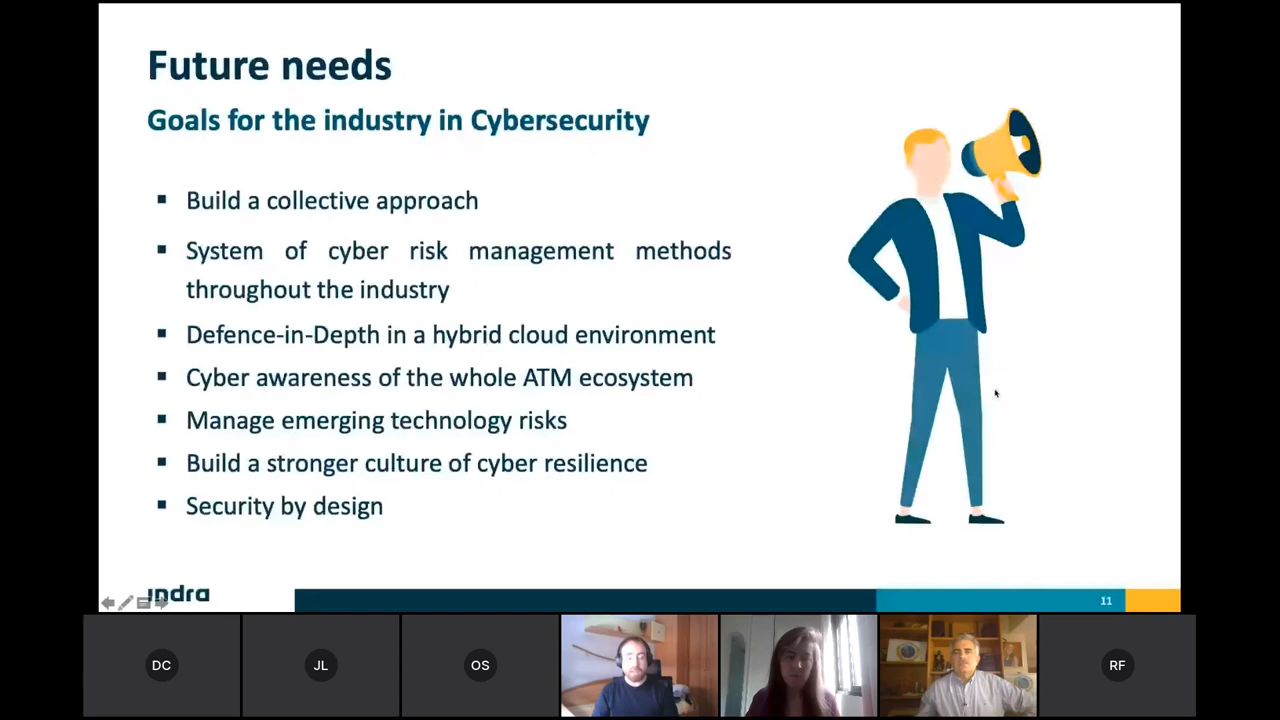 Future needs
Goals for the industry in Cybersecurity
▪ Build a collective approach
▪ System of cyber risk management methods
throughout the industry
▪ Defence-in-Depth in a hybrid cloud environment
▪ Cyber awareness of the whole ATM ecosystem
▪ Manage emerging technology risks
▪ Build a stronger culture of cyber resilience
▪ Security by design
indra
11
DC
JL
OS
RF